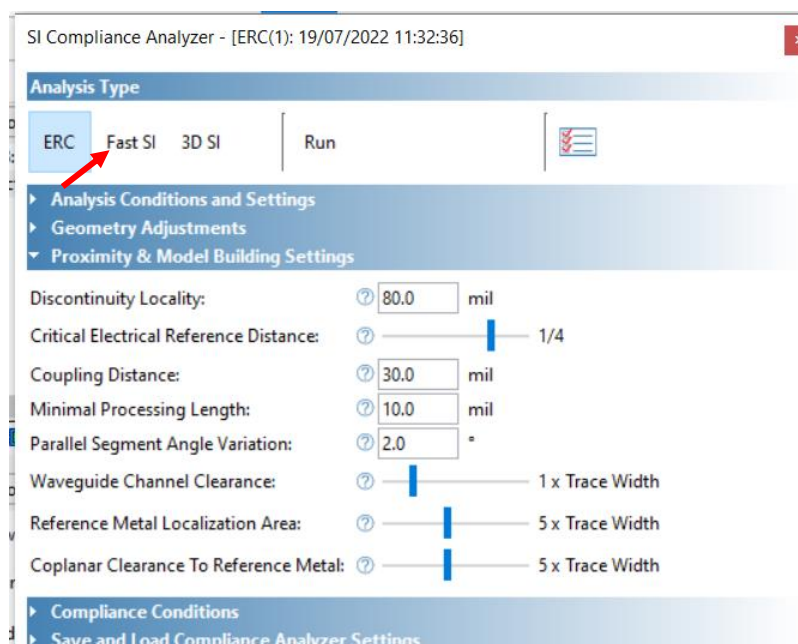 SI Compliance Analyzer - [ERC(1): 19/07/2022 11:32:36]
Analysis Type
ERC Fast SI 3D SI Run
Analysis Conditions and Settings
Geometry Adjustments
Proximity & Model Building Settings
Discontinuity Locality: ? 80.0 mil
Critical Electrical Reference Distance: ? 1/4
Coupling Distance: ? 30.0 mil
Minimal Processing Length: ? 10.0 mil
Parallel Segment Angle Variation: ? 2.0 °
Waveguide Channel Clearance: ? 1 x Trace Width
Reference Metal Localization Area: ? 5 x Trace Width
Coplanar Clearance To Reference Metal: ? 5 x Trace Width
Compliance Conditions
Save and Load Compliance Analyzer Settings